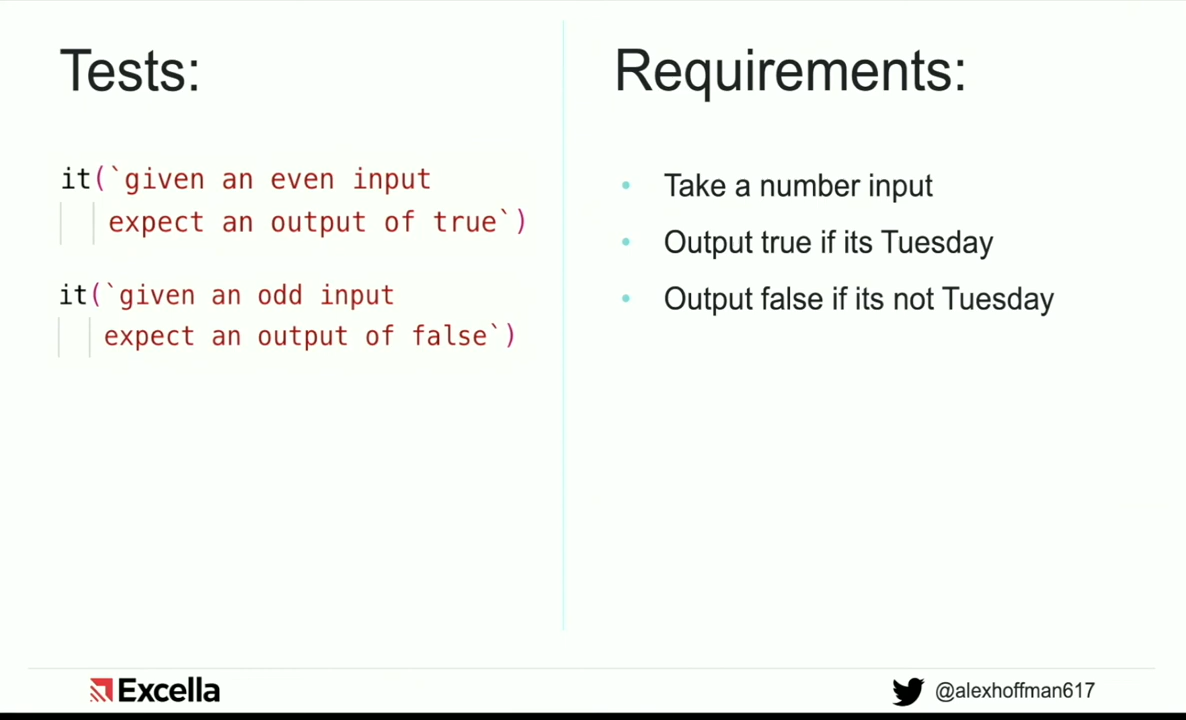 Tests:
it(`given an even input
expect an output of true`)
it(`given an odd input
expect an output of false`)
Requirements:
• Take a number input
• Output true if its Tuesday
• Output false if its not Tuesday
Excella
@alexhoffman617